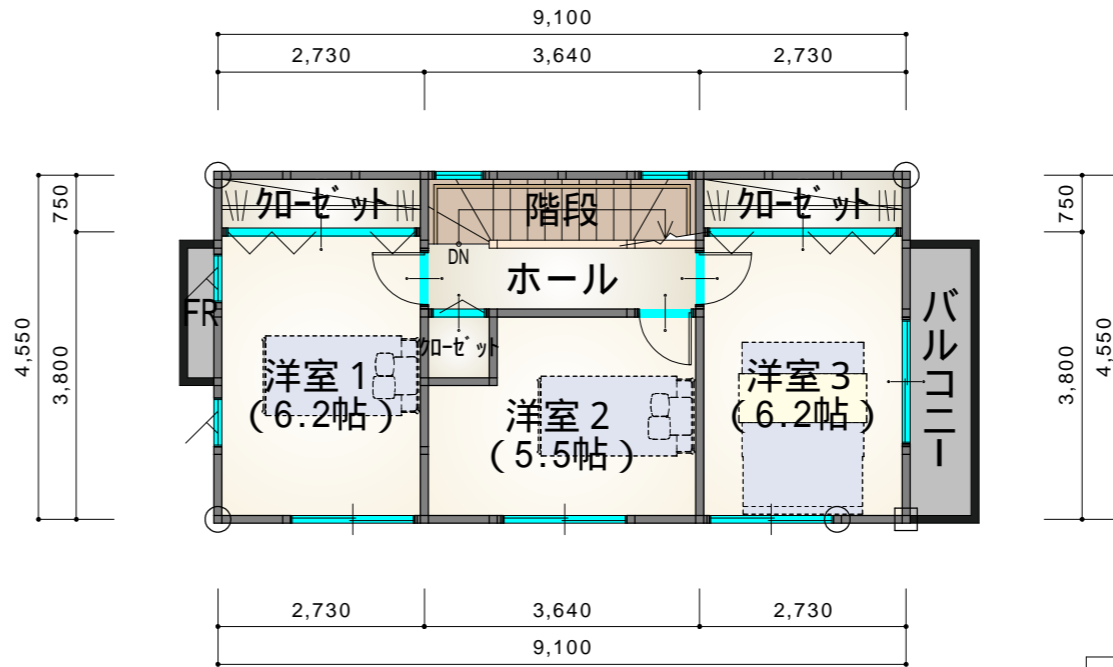 9,100
2,730
3,640
2,730
750
3,800
4,550
クローゼット
階段
クローゼット
DN
ホール
FR
クローゼット
バルコニー
洋室1
(6.2帖)
洋室2
(5.5帖)
洋室3
(6.2帖)
750
3,800
4,550
2,730
3,640
2,730
9,100